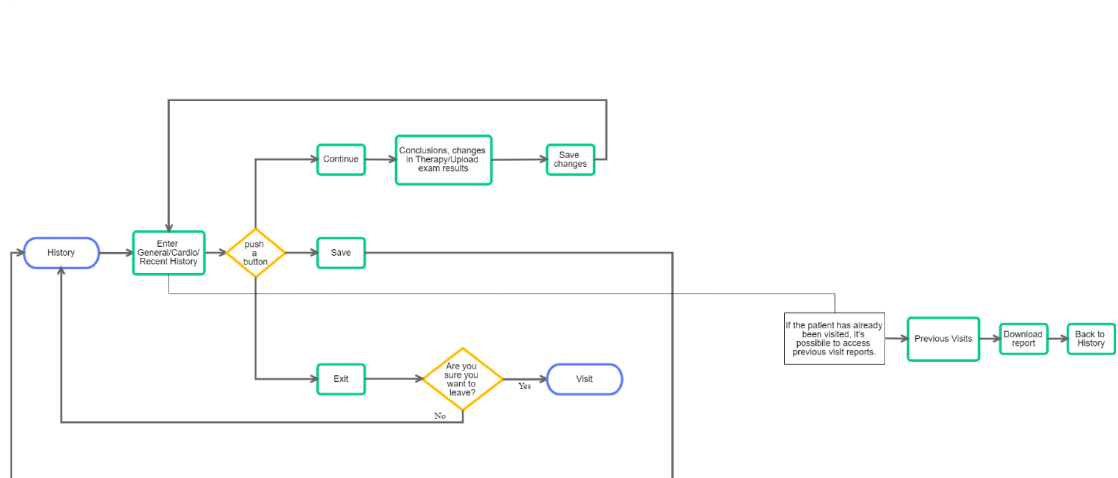 Continue
Conclusions, changes
in Therapy/Upload
exam results
Save
changes
History
Enter
General/Cardio/
Recent History
push
a
button
Save
If the patient has already
been visited, it's
possibile to access
previous visit reports.
Previous Visits
Download
report
Back to
History
Exit
Are you
sure you
want to
leave?
Yes
Visit
No